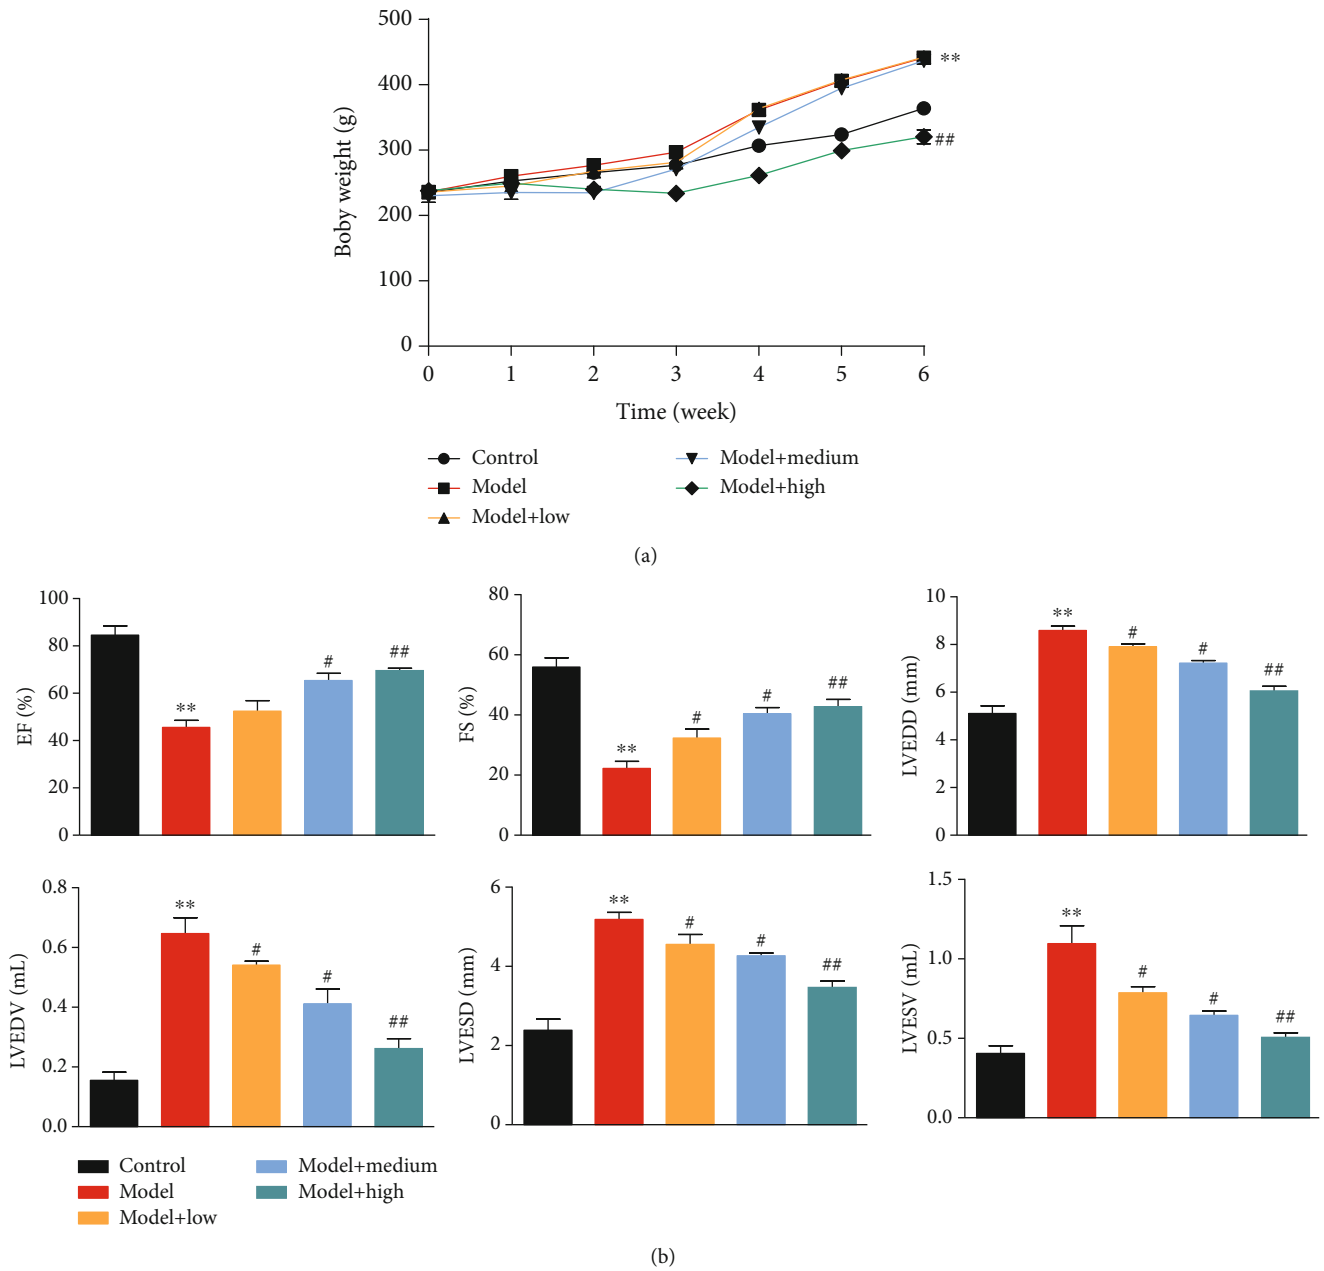 500
400
300
200
100
0
Boby weight (g)
**
##
0 1 2 3 4 5 6
Time (week)
Control
Model
Model+low
Model+medium
Model+high
(a)
100
80
60
40
20
0
EF (%)
**
#
##
80
60
40
20
0
FS (%)
**
#
#
##
10
8
6
4
2
0
LVEDD (mm)
**
#
#
##
0.8
0.6
0.4
0.2
0.0
LVEDV (mL)
**
#
#
##
6
4
2
0
LVESD (mm)
**
#
#
##
1.5
1.0
0.5
0.0
LVESV (mL)
**
#
#
##
Control
Model
Model+low
Model+medium
Model+high
(b)